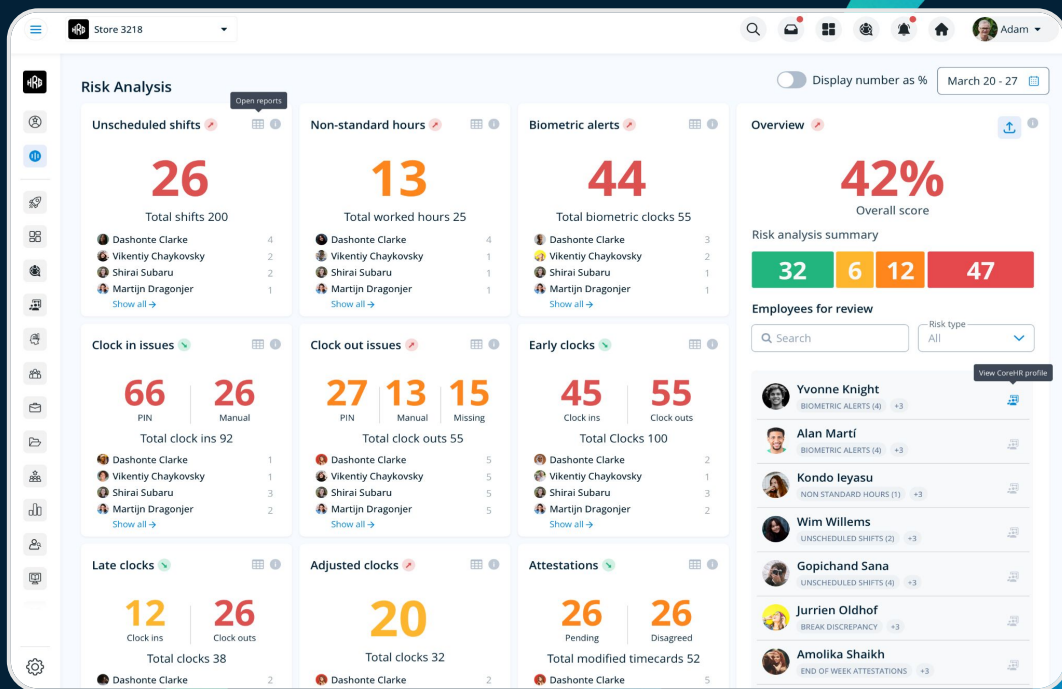 HRB
Store 3218
Adam
HRB
Risk Analysis
Display number as %
March 20 - 27
Open reports
Unscheduled shifts
26
Total shifts 200
Dashonte Clarke 4
Vikentiy Chaykovsky 2
Shirai Subaru 2
Martijn Dragonjer 1
Show all →
Non-standard hours
13
Total worked hours 25
Dashonte Clarke 4
Vikentiy Chaykovsky 1
Shirai Subaru 1
Martijn Dragonjer 1
Show all →
Biometric alerts
44
Total biometric clocks 55
Dashonte Clarke 3
Vikentiy Chaykovsky 2
Shirai Subaru 1
Martijn Dragonjer 1
Show all →
Clock in issues
66 26
PIN Manual
Total clock ins 92
Dashonte Clarke 1
Vikentiy Chaykovsky 1
Shirai Subaru 3
Martijn Dragonjer 2
Show all →
Clock out issues
27 13 15
PIN Manual Missing
Total clock outs 55
Dashonte Clarke 5
Vikentiy Chaykovsky 5
Shirai Subaru 5
Martijn Dragonjer 5
Show all →
Early clocks
45 55
Clock ins Clock outs
Total Clocks 100
Dashonte Clarke 2
Vikentiy Chaykovsky 1
Shirai Subaru 3
Martijn Dragonjer 2
Show all →
Late clocks
12 26
Clock ins Clock outs
Total clocks 38
Dashonte Clarke 2
Adjusted clocks
20
Total clocks 32
Dashonte Clarke 2
Attestations
26 26
Pending Disagreed
Total modified timecards 52
Dashonte Clarke 5
Overview
42%
Overall score
Risk analysis summary
32 6 12 47
Employees for review
Search
Risk type
All
View CoreHR profile
Yvonne Knight
BIOMETRIC ALERTS (4) +3
Alan Martí
BIOMETRIC ALERTS (4) +3
Kondo Ieyasu
NON STANDARD HOURS (1) +3
Wim Willems
UNSCHEDULED SHIFTS (2) +3
Gopichand Sana
UNSCHEDULED SHIFTS (4) +3
Jurrien Oldhof
BREAK DISCREPANCY +3
Amolika Shaikh
END OF WEEK ATTESTATIONS +3